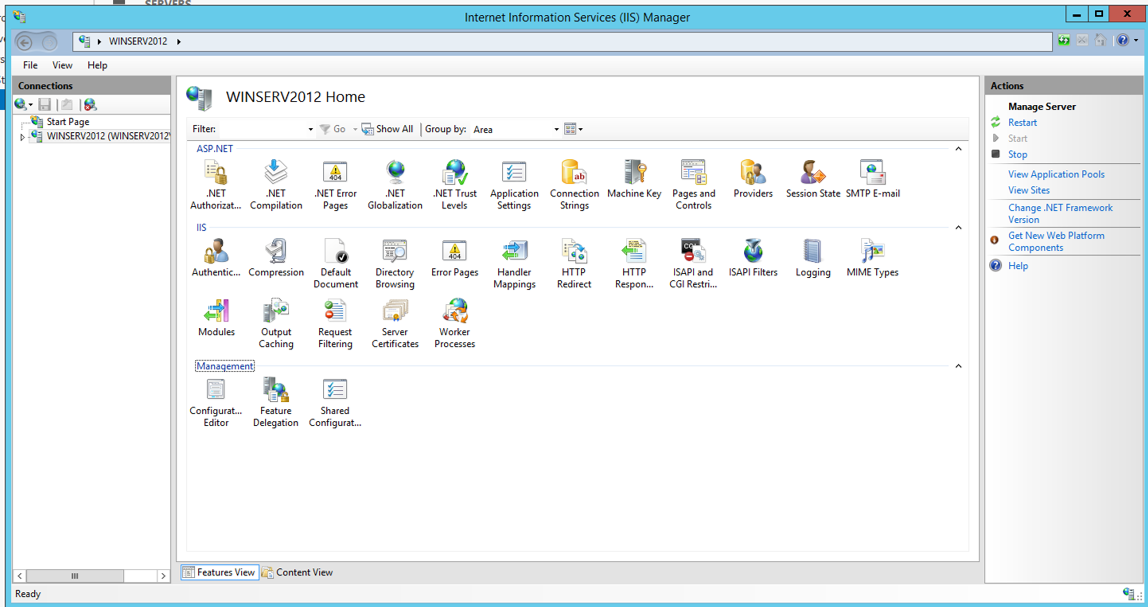 SERVERS
Internet Information Services (IIS) Manager
WINSERV2012
File View Help
Connections
Start Page
WINSERV2012 (WINSERV2012\
WINSERV2012 Home
Filter: Go Show All Group by: Area
ASP.NET
.NET Authorizat...
.NET Compilation
.NET Error Pages
.NET Globalization
.NET Trust Levels
Application Settings
Connection Strings
Machine Key
Pages and Controls
Providers
Session State
SMTP E-mail
IIS
Authentic...
Compression
Default Document
Directory Browsing
Error Pages
Handler Mappings
HTTP Redirect
HTTP Respon...
ISAPI and CGI Restri...
ISAPI Filters
Logging
MIME Types
Modules
Output Caching
Request Filtering
Server Certificates
Worker Processes
Management
Configurat... Editor
Feature Delegation
Shared Configurat...
Features View
Content View
Actions
Manage Server
Restart
Start
Stop
View Application Pools
View Sites
Change .NET Framework
Version
Get New Web Platform
Components
Help
Ready